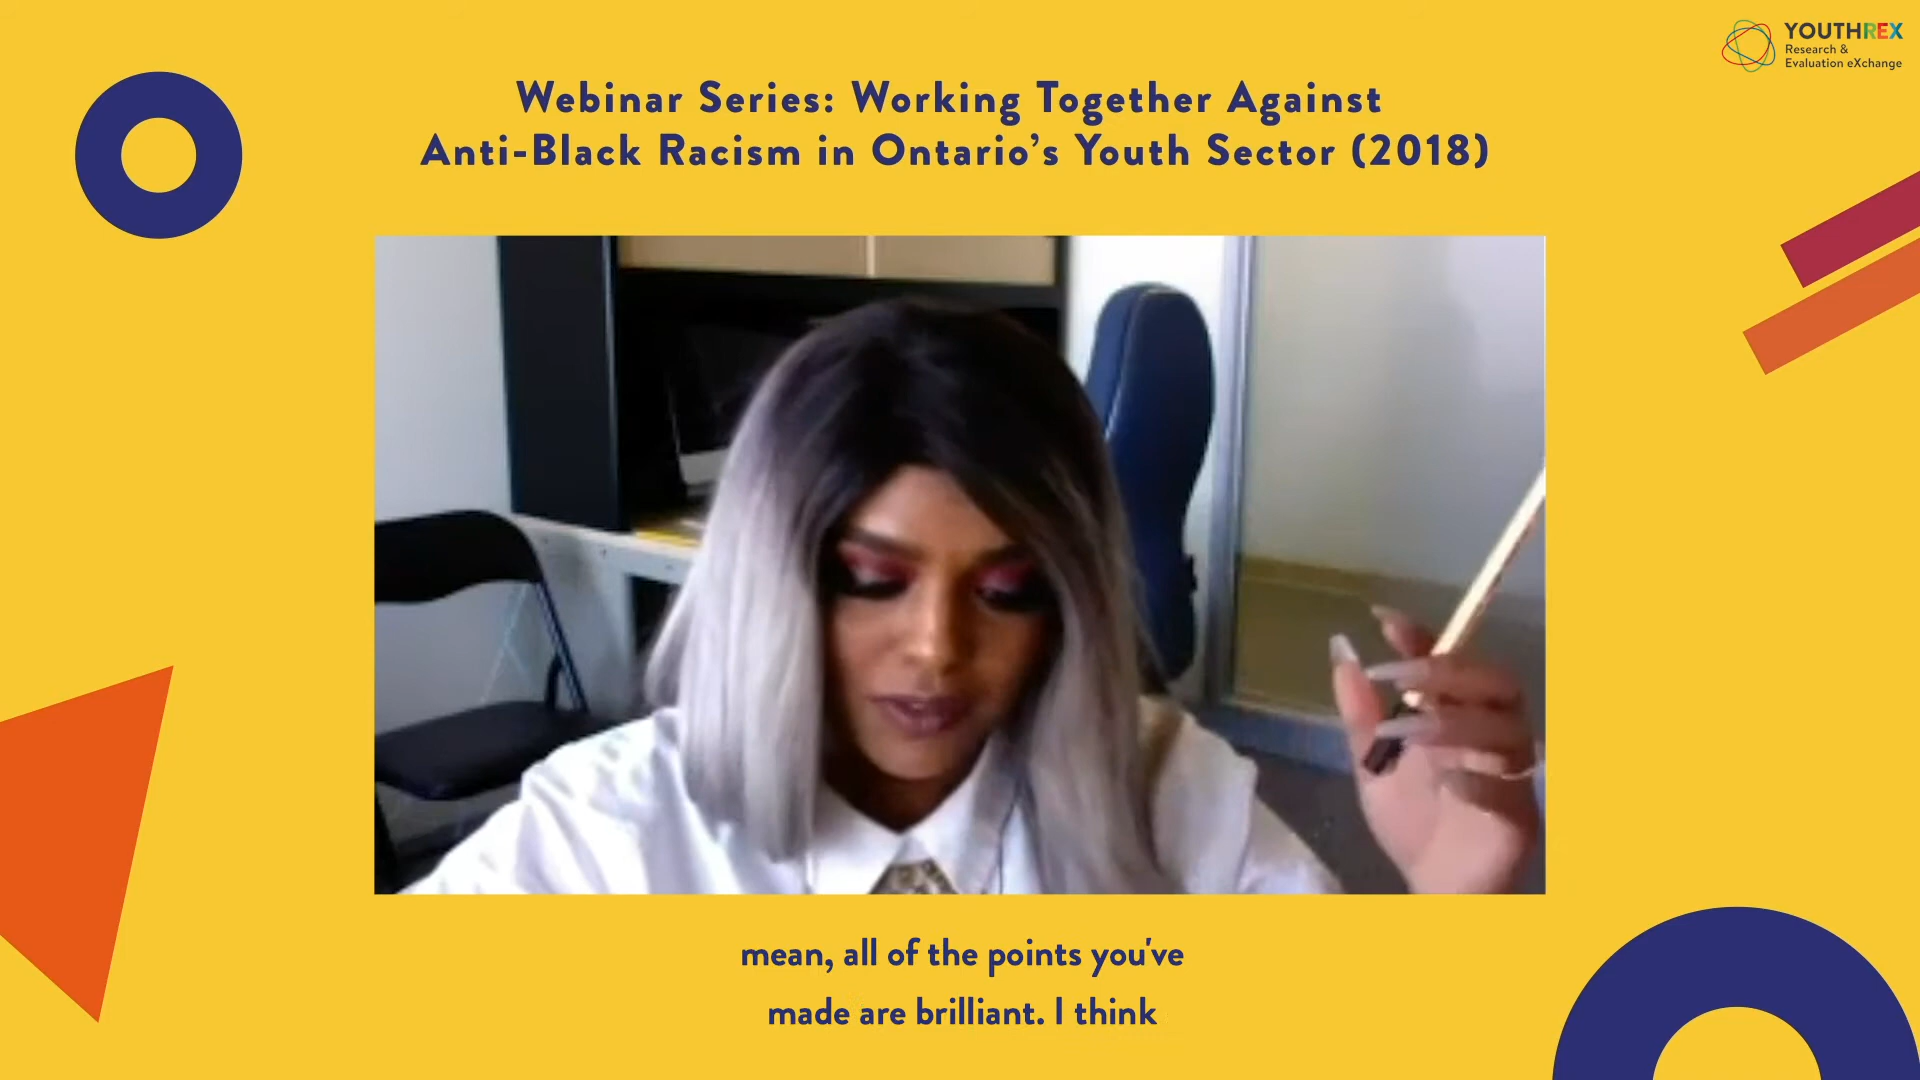 YOUTHREX
Research &
Evaluation eXchange
Webinar Series: Working Together Against
Anti-Black Racism in Ontario’s Youth Sector (2018)
mean, all of the points you've
made are brilliant. I think